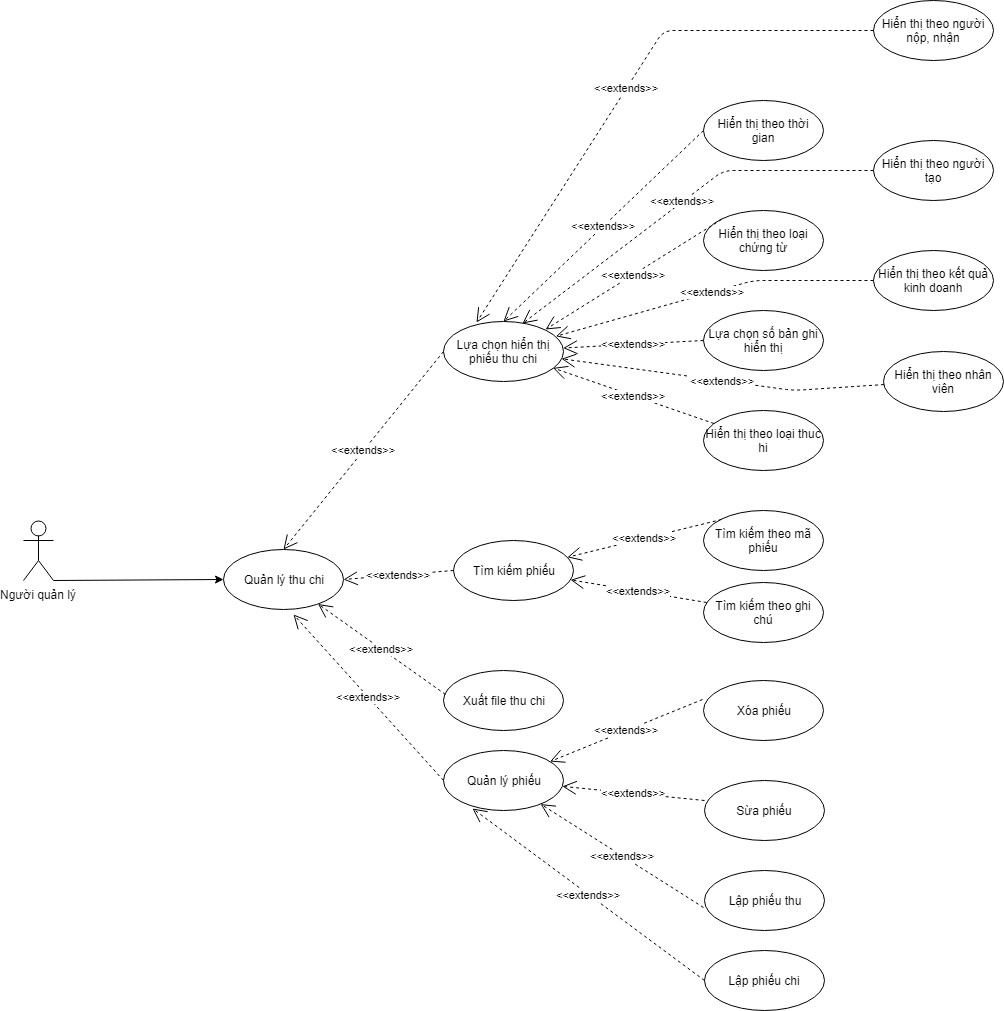 Hiển thị theo người
nộp, nhận
<<extends>>
Hiển thị theo thời
gian
Hiển thị theo người
tạo
<<extends>>
<<extends>>
Hiển thị theo loại
chứng từ
<<extends>>
Hiển thị theo kết quả
kinh doanh
<<extends>>
Lựa chọn hiển thị
phiếu thu chi
<<extends>>
Lựa chọn số bản ghi
hiển thị
<<extends>>
Hiển thị theo nhân
viên
<<extends>>
Hiển thị theo loại thuc
hi
<<extends>>
Người quản lý
Quản lý thu chi
<<extends>>
Tìm kiếm phiếu
<<extends>>
Tìm kiếm theo mã
phiếu
<<extends>>
Tìm kiếm theo ghi
chú
<<extends>>
Xuất file thu chi
<<extends>>
Quản lý phiếu
<<extends>>
Xóa phiếu
<<extends>>
Sừa phiếu
<<extends>>
Lập phiếu thu
<<extends>>
Lập phiếu chi